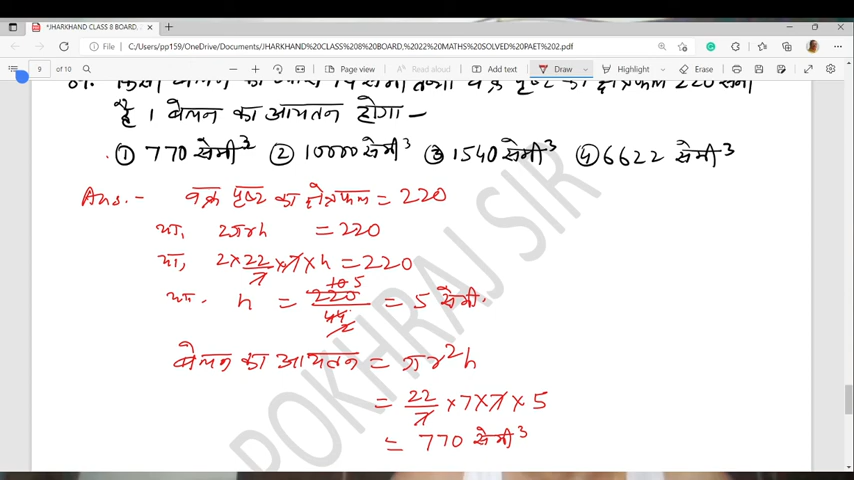 *JHARKHAND CLASS 8 BOARD,
File | C:/Users/pp159/OneDrive/Documents/JHARKHAND%20CLASS%208%20BOARD,%2022%20MATHS%20SOLVED%20PAET%202.pdf
9 of 10 Page view Read aloud Add text Draw Highlight Erase
है । बेलन का आयतन होगा —
① 770 सेमी³ ② 10000 सेमी³ ③ 1540 सेमी³ ④ 6622 सेमी³
Ans.- वक्र पृष्ठ का क्षेत्रफल = 220
या, 2πrh = 220
या, 2 × 22/7 × 7 × h = 220
या. h = 220/44 = 5 सेमी.
10 5
2
बेलन का आयतन = πr²h
= 22/7 × 7 × 7 × 5
= 770 सेमी³
POKHRAJ SIR